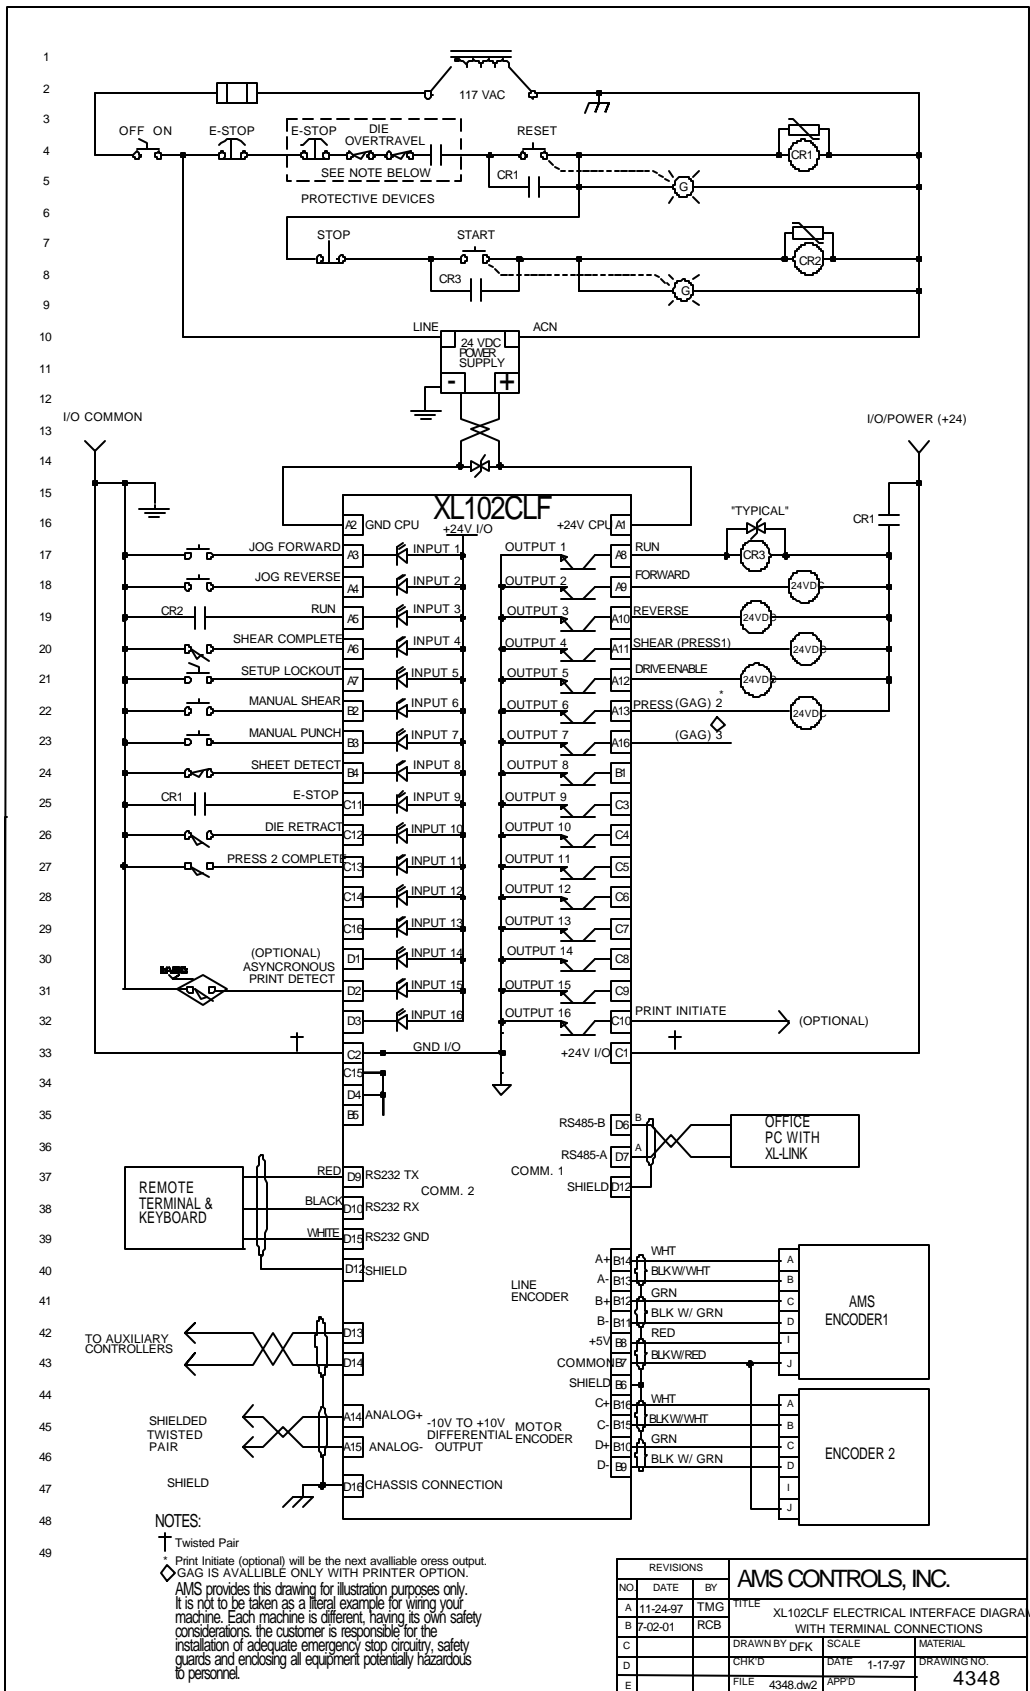 1
2
117 VAC
3
OFF ON E-STOP E-STOP DIE OVERTRAVEL RESET
4
CR1
SEE NOTE BELOW
5
CR1 G
PROTECTIVE DEVICES
6
7
STOP START
CR2
8
CR3
G
9
10
LINE ACN
24 VDC
POWER
SUPPLY
11
- +
12
I/O COMMON I/O/POWER (+24)
13
14
15
XL102CLF
16
A2 GND CPU +24V I/O +24V CPU A1 "TYPICAL" CR1
17 JOG FORWARD A3 INPUT 1 OUTPUT 1 A8 RUN CR3
18 JOG REVERSE A4 INPUT 2 OUTPUT 2 A9 FORWARD 24VDC
19 CR2 RUN A5 INPUT 3 OUTPUT 3 A10 REVERSE 24VDC
20 SHEAR COMPLETE A6 INPUT 4 OUTPUT 4 A11 SHEAR (PRESS1) 24VDC
21 SETUP LOCKOUT A7 INPUT 5 OUTPUT 5 A12 DRIVE ENABLE 24VDC
22 MANUAL SHEAR B2 INPUT 6 OUTPUT 6 A13 PRESS (GAG) 2 * 24VDC
23 MANUAL PUNCH B3 INPUT 7 OUTPUT 7 A16 (GAG) 3
24 SHEET DETECT B4 INPUT 8 OUTPUT 8 B1
25 CR1 E-STOP C11 INPUT 9 OUTPUT 9 C3
26 DIE RETRACT C12 INPUT 10 OUTPUT 10 C4
27 PRESS 2 COMPLETE C13 INPUT 11 OUTPUT 11 C5
28 C14 INPUT 12 OUTPUT 12 C6
29 C16 INPUT 13 OUTPUT 13 C7
30 (OPTIONAL) D1 INPUT 14 OUTPUT 14 C8
ASYNCRONOUS
PRINT DETECT
31 D2 INPUT 15 OUTPUT 15 C9
32 D3 INPUT 16 OUTPUT 16 C10 PRINT INITIATE (OPTIONAL)
33 C2 GND I/O +24V I/O C1
C15
34 D4
35 B5
RS485-B D6 B OFFICE
PC WITH
XL-LINK
36
RS485-A D7 A
COMM. 1
37
RED D9 RS232 TX
SHIELD D12
REMOTE
TERMINAL &
KEYBOARD
COMM. 2
38 BLACK D10 RS232 RX
39 WHITE D15 RS232 GND
40 D12 SHIELD
LINE
ENCODER
A+ B14 WHT A
A- B13 BLKW/WHT B
41
B+ B12 GRN C
B- B11 BLK W/ GRN D
AMS
ENCODER1
42 D13
+5V B8 RED I
TO AUXILIARY
CONTROLLERS
43 D14
COMMON B7 BLKW/RED J
SHIELD B6
44
C+ B16 WHT A
45
SHIELDED
TWISTED
PAIR
A14 ANALOG+
-10V TO +10V
DIFFERENTIAL
OUTPUT
A15 ANALOG-
MOTOR
ENCODER
C- B15 BLKW/WHT B
D+ B10 GRN C
ENCODER 2
46
D- B9 BLK W/ GRN D
47 SHIELD D16 CHASSIS CONNECTION I
J
48
NOTES:
Twisted Pair
49
* Print Initiate (optional) will be the next avalliable oress output.
GAG IS AVALLIBLE ONLY WITH PRINTER OPTION.
AMS provides this drawing for illustration purposes only.
It is not to be taken as a literal example for wiring your
machine. Each machine is different, having its own safety
considerations. the customer is responsible for the
installation of adequate emergency stop circuitry, safety
guards and enclosing all equipment potentially hazardous
to personnel.
REVISIONS
NO. DATE BY
A 11-24-97 TMG
B 7-02-01 RCB
C
D
E
AMS CONTROLS, INC.
TITLE XL102CLF ELECTRICAL INTERFACE DIAGRA
WITH TERMINAL CONNECTIONS
DRAWN BY DFK SCALE MATERIAL
CHK'D DATE 1-17-97 DRAWING NO.
FILE 4348.dw2 APP'D 4348